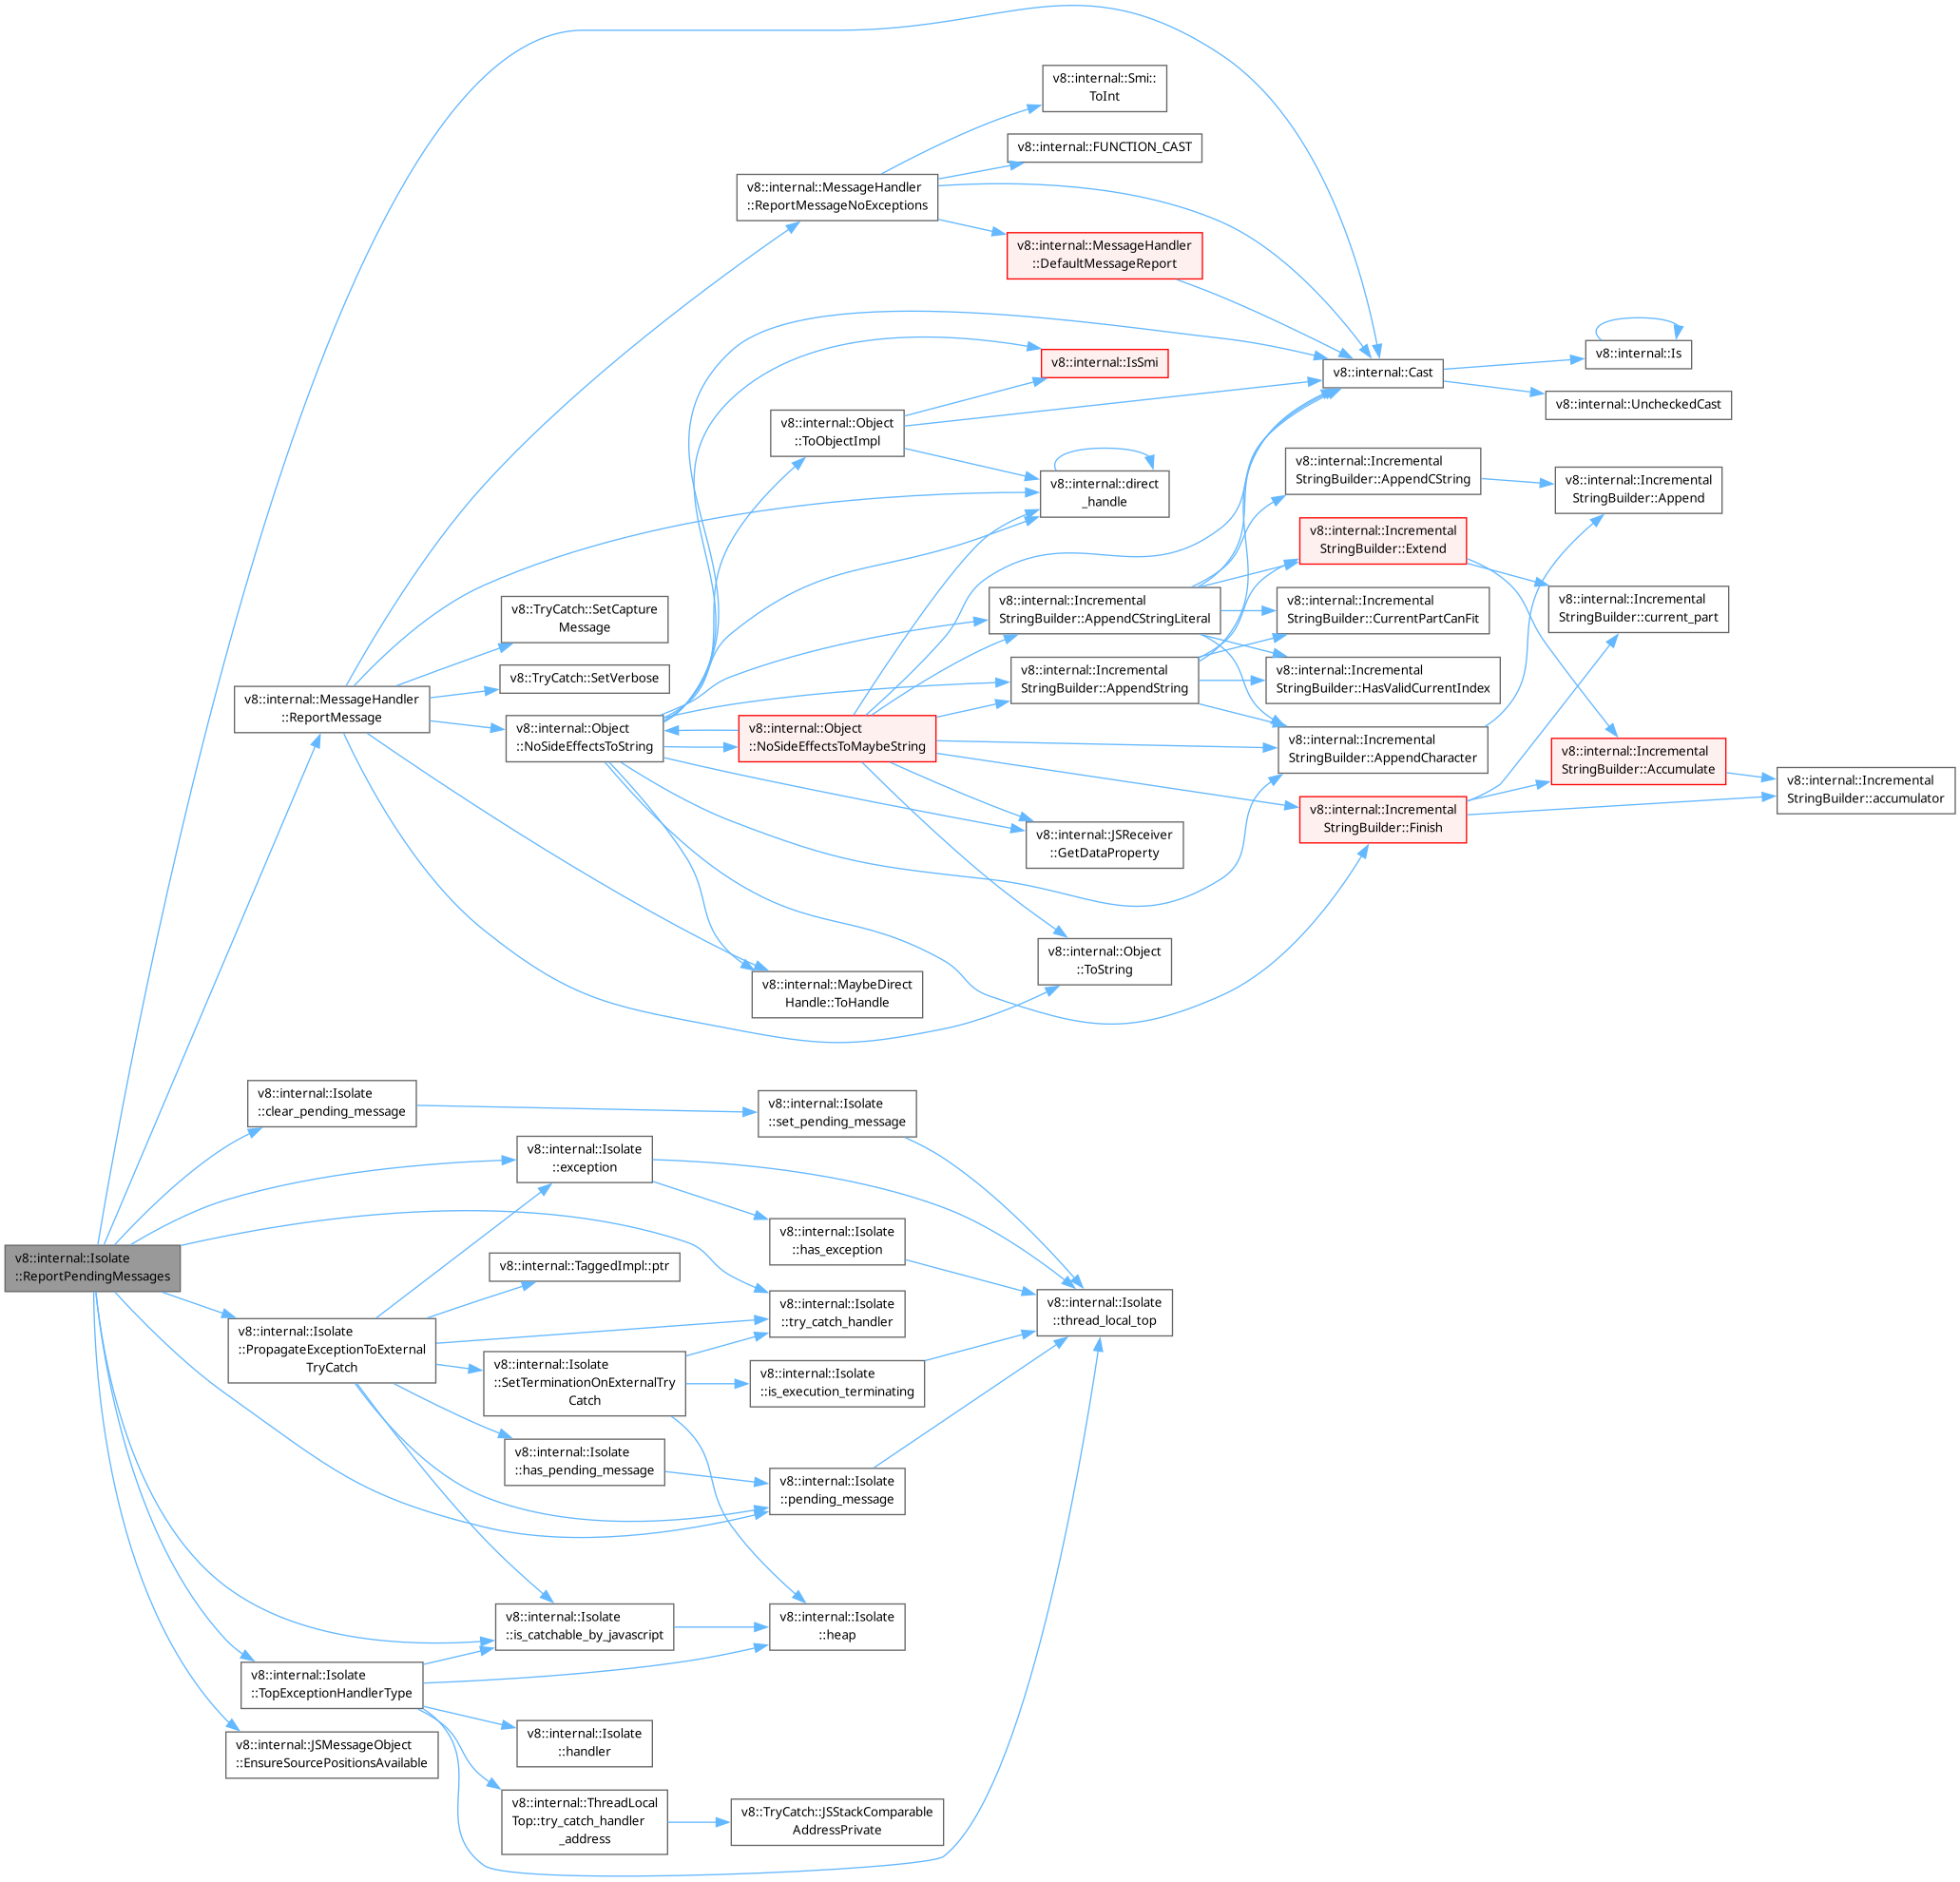 v8::internal::Smi::
ToInt
v8::internal::FUNCTION_CAST
v8::internal::MessageHandler
::ReportMessageNoExceptions
v8::internal::MessageHandler
::DefaultMessageReport
v8::internal::Is
v8::internal::IsSmi
v8::internal::Cast
v8::internal::UncheckedCast
v8::internal::Object
::ToObjectImpl
v8::internal::direct
_handle
v8::internal::Incremental
StringBuilder::AppendCString
v8::internal::Incremental
StringBuilder::Append
v8::internal::Incremental
StringBuilder::Extend
v8::TryCatch::SetCapture
Message
v8::internal::Incremental
StringBuilder::AppendCStringLiteral
v8::internal::Incremental
StringBuilder::CurrentPartCanFit
v8::internal::Incremental
StringBuilder::current_part
v8::TryCatch::SetVerbose
v8::internal::Incremental
StringBuilder::AppendString
v8::internal::Incremental
StringBuilder::HasValidCurrentIndex
v8::internal::MessageHandler
::ReportMessage
v8::internal::Object
::NoSideEffectsToString
v8::internal::Object
::NoSideEffectsToMaybeString
v8::internal::Incremental
StringBuilder::AppendCharacter
v8::internal::Incremental
StringBuilder::Accumulate
v8::internal::Incremental
StringBuilder::accumulator
v8::internal::Incremental
StringBuilder::Finish
v8::internal::JSReceiver
::GetDataProperty
v8::internal::Object
::ToString
v8::internal::MaybeDirect
Handle::ToHandle
v8::internal::Isolate
::clear_pending_message
v8::internal::Isolate
::set_pending_message
v8::internal::Isolate
::exception
v8::internal::Isolate
::has_exception
v8::internal::Isolate
::ReportPendingMessages
v8::internal::TaggedImpl::ptr
v8::internal::Isolate
::try_catch_handler
v8::internal::Isolate
::thread_local_top
v8::internal::Isolate
::PropagateExceptionToExternal
TryCatch
v8::internal::Isolate
::SetTerminationOnExternalTry
Catch
v8::internal::Isolate
::is_execution_terminating
v8::internal::Isolate
::has_pending_message
v8::internal::Isolate
::pending_message
v8::internal::Isolate
::is_catchable_by_javascript
v8::internal::Isolate
::heap
v8::internal::Isolate
::TopExceptionHandlerType
v8::internal::Isolate
::handler
v8::internal::JSMessageObject
::EnsureSourcePositionsAvailable
v8::internal::ThreadLocal
Top::try_catch_handler
_address
v8::TryCatch::JSStackComparable
AddressPrivate